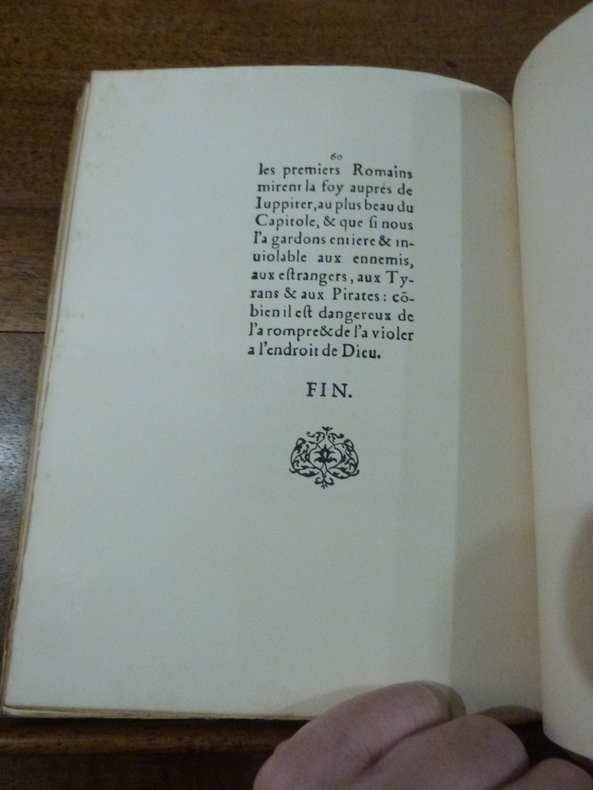 60
les premiers Romains
mirent la foy auprés de
Iuppiter, au plus beau du
Capitole, & que ſi nous
l'a gardons entiere & in-
uiolable aux ennemis,
aux eſtrangers, aux Ty-
rans & aux Pirates: cō-
bien il eſt dangereux de
l'a rompre & de l'a violer
a l'endroit de Dieu.
FIN.